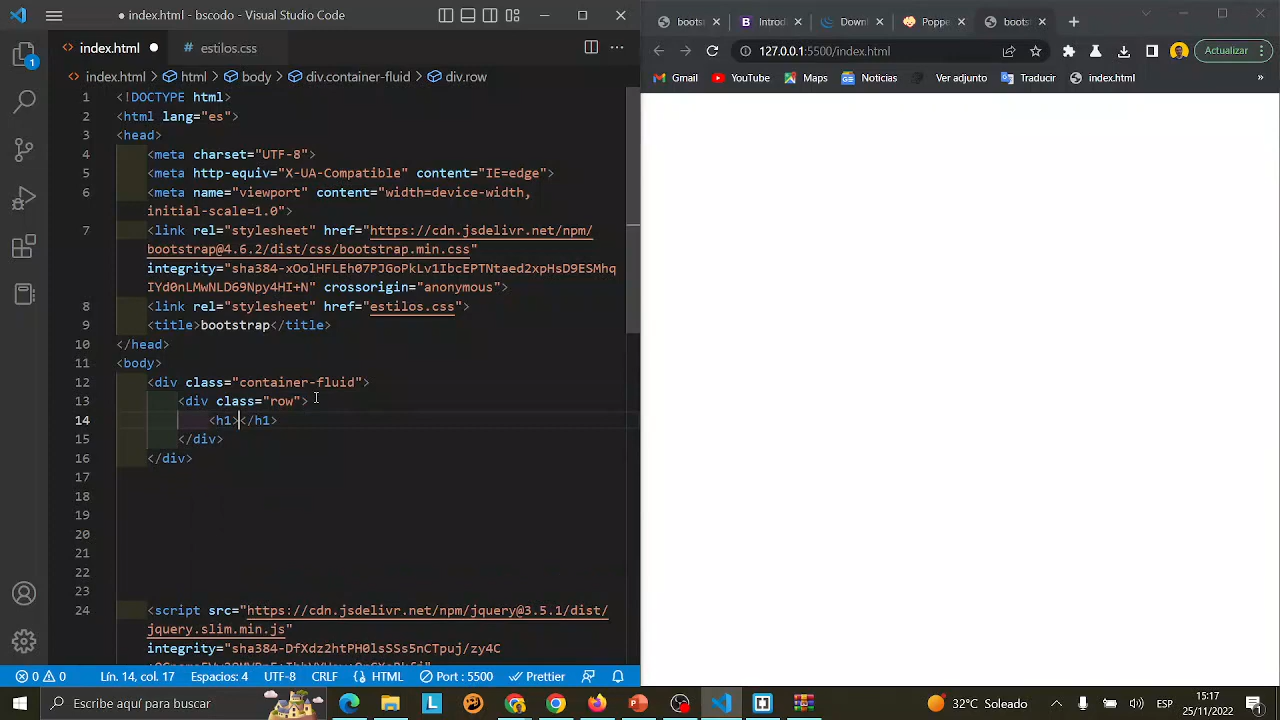 index.html - bscode - Visual Studio Code
index.html
estilos.css
index.html > html > body > div.container-fluid > div.row
1 <!DOCTYPE html>
2 <html lang="es">
3 <head>
4 <meta charset="UTF-8">
5 <meta http-equiv="X-UA-Compatible" content="IE=edge">
6 <meta name="viewport" content="width=device-width,
initial-scale=1.0">
7 <link rel="stylesheet" href="https://cdn.jsdelivr.net/npm/
bootstrap@4.6.2/dist/css/bootstrap.min.css"
integrity="sha384-xOolHFLEh07PJGoPkLv1IbcEPTNtaed2xpHsD9ESMhq
IYd0nLMwNLD69Npy4HI+N" crossorigin="anonymous">
8 <link rel="stylesheet" href="estilos.css">
9 <title>bootstrap</title>
10 </head>
11 <body>
12 <div class="container-fluid">
13 <div class="row">
14 <h1></h1>
15 </div>
16 </div>
17
18
19
20
21
22
23
24 <script src="https://cdn.jsdelivr.net/npm/jquery@3.5.1/dist/
jquery.slim.min.js"
integrity="sha384-DfXdz2htPH0lsSSs5nCTpuj/zy4C
1
0 0
Lín. 14, col. 17
Espacios: 4
UTF-8
CRLF
HTML
Port : 5500
Prettier
boots
Introd
Downl
Poppe
boots
127.0.0.1:5500/index.html
Actualizar
Gmail
YouTube
Maps
Noticias
Ver adjunto
Traducir
index.html
»
Escribe aquí para buscar
L
32°C Soleado
ESP
15:17
25/11/2022